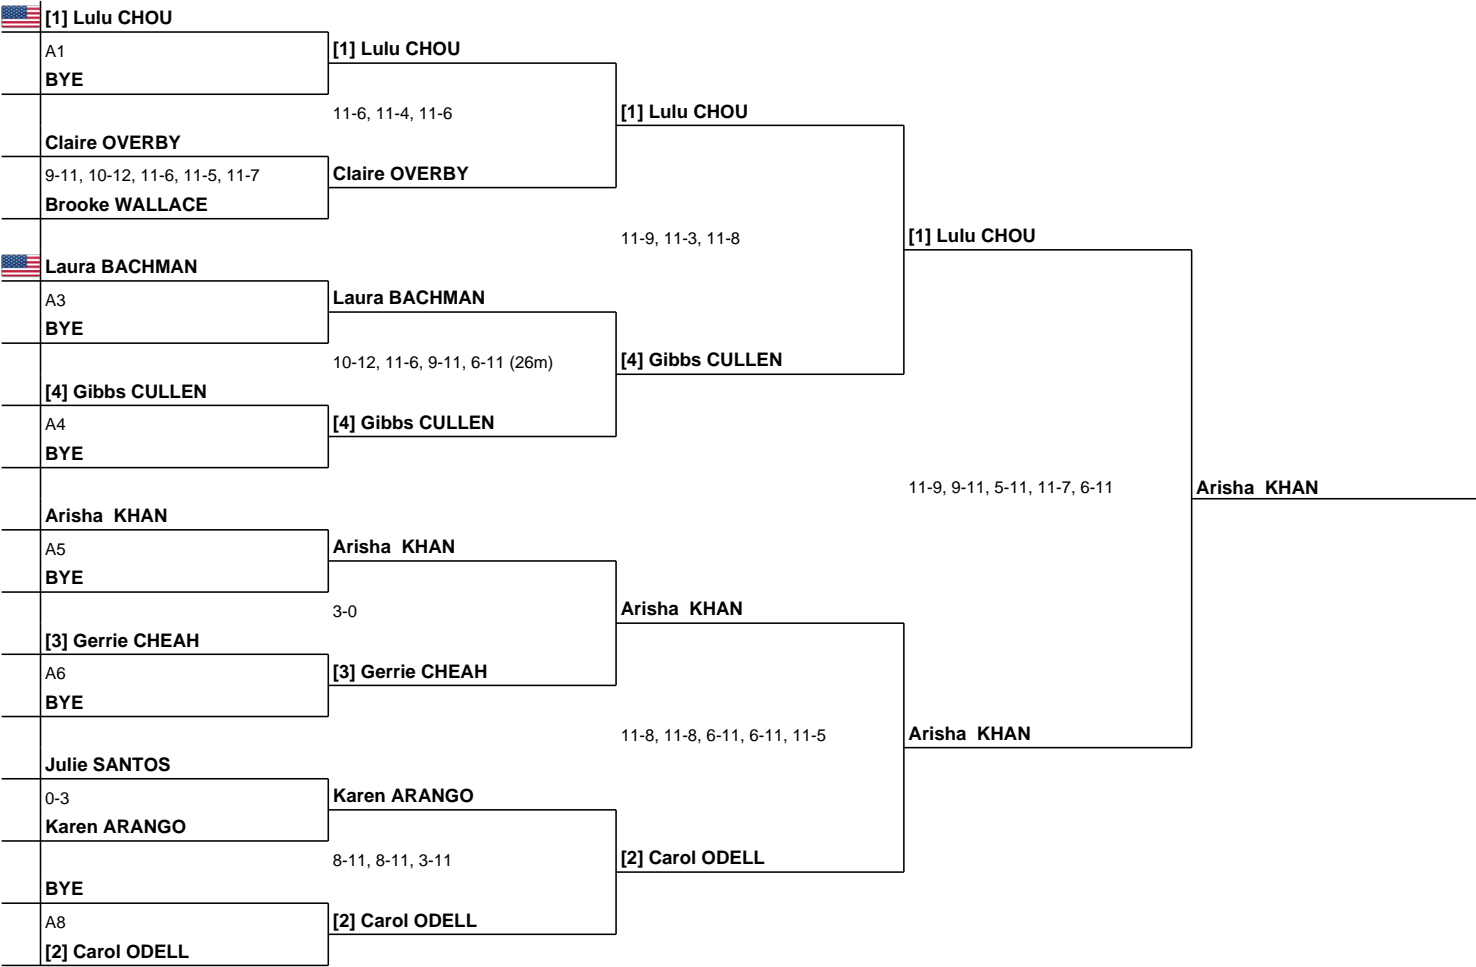 [1] Lulu CHOU
A1
BYE
Claire OVERBY
9-11, 10-12, 11-6, 11-5, 11-7
Brooke WALLACE
Laura BACHMAN
A3
BYE
[4] Gibbs CULLEN
A4
BYE
Arisha  KHAN
A5
BYE
[3] Gerrie CHEAH
A6
BYE
Julie SANTOS
0-3
Karen ARANGO
BYE
A8
[2] Carol ODELL
[1] Lulu CHOU
11-6, 11-4, 11-6
Claire OVERBY
Laura BACHMAN
10-12, 11-6, 9-11, 6-11 (26m)
[4] Gibbs CULLEN
Arisha  KHAN
3-0
[3] Gerrie CHEAH
Karen ARANGO
8-11, 8-11, 3-11
[2] Carol ODELL
[1] Lulu CHOU
11-9, 11-3, 11-8
[4] Gibbs CULLEN
Arisha  KHAN
11-8, 11-8, 6-11, 6-11, 11-5
[2] Carol ODELL
[1] Lulu CHOU
11-9, 9-11, 5-11, 11-7, 6-11
Arisha  KHAN
Arisha  KHAN